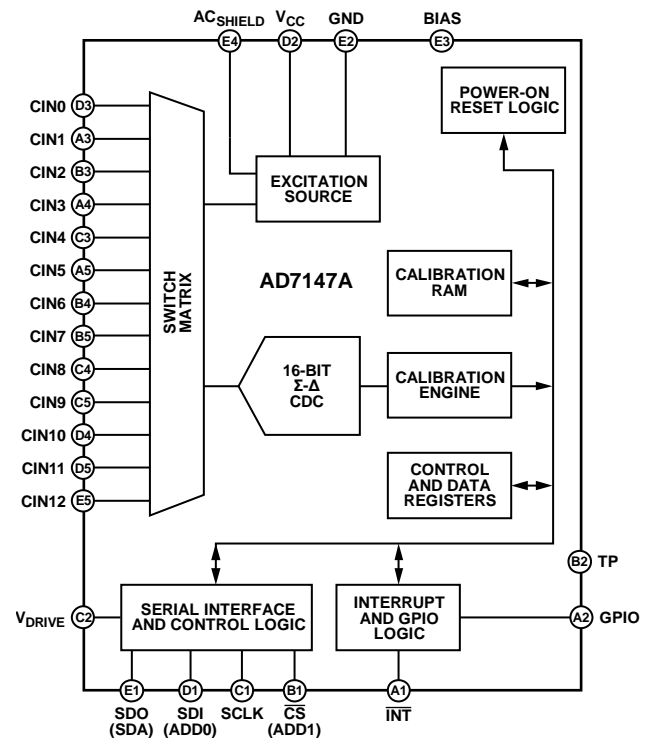 ACSHIELD VCC GND BIAS
E4 D2 E2 E3
POWER-ON
RESET LOGIC
CIN0 D3
CIN1 A3
CIN2 B3
CIN3 A4
CIN4 C3
CIN5 A5
CIN6 B4
CIN7 B5
CIN8 C4
CIN9 C5
CIN10 D4
CIN11 D5
CIN12 E5
SWITCH
MATRIX
EXCITATION
SOURCE
AD7147A
CALIBRATION
RAM
16-BIT
Σ-Δ
CDC
CALIBRATION
ENGINE
CONTROL
AND DATA
REGISTERS
B2 TP
VDRIVE C2
SERIAL INTERFACE
AND CONTROL LOGIC
INTERRUPT
AND GPIO
LOGIC
A2 GPIO
E1 D1 C1 B1 A1
SDO SDI SCLK CS INT
(SDA) (ADD0) (ADD1)